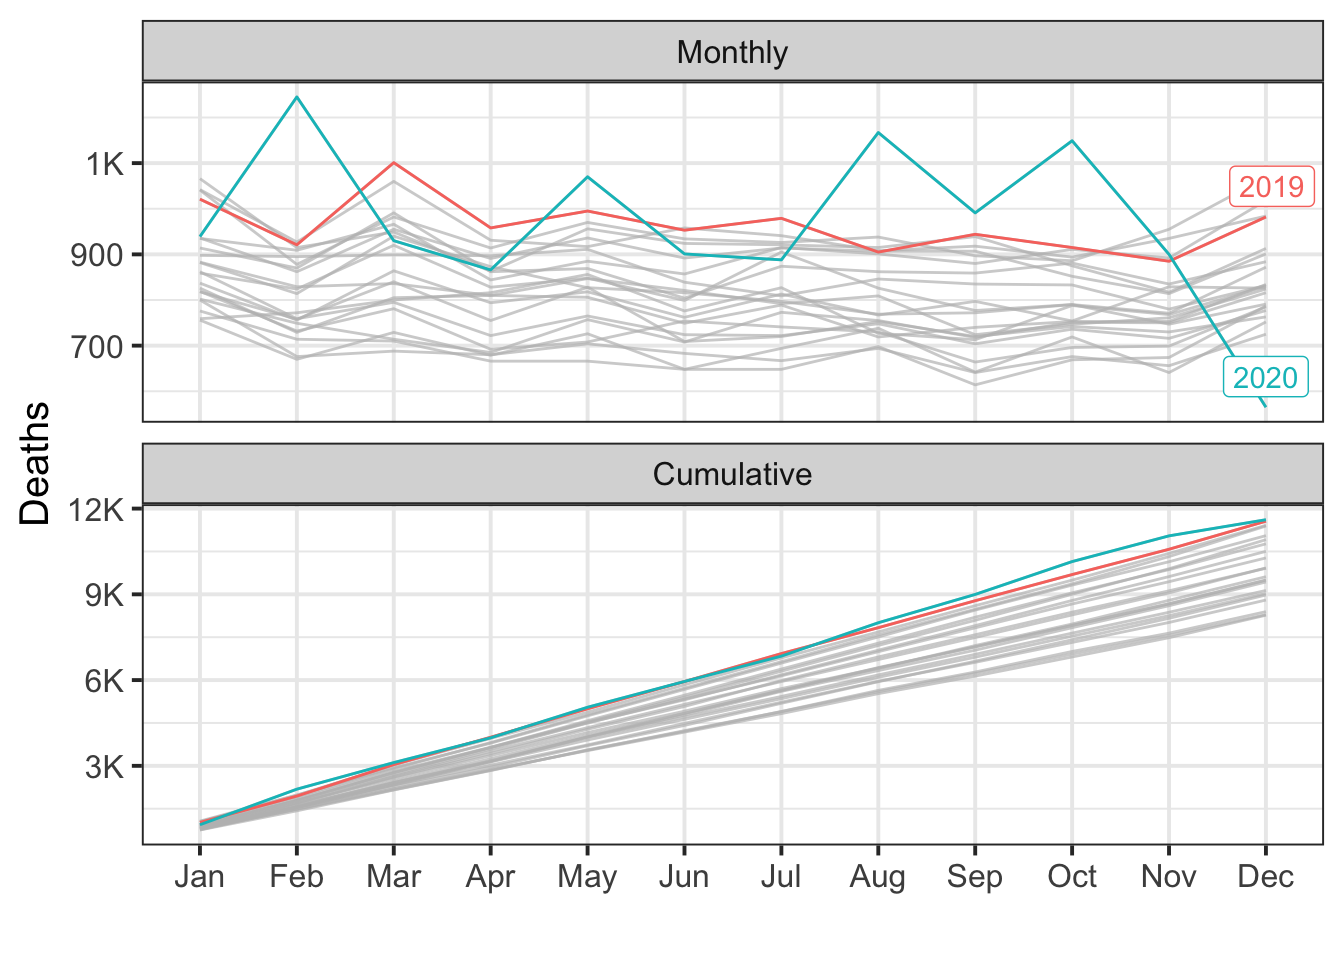 Monthly
1K
900
700
2019
2020
Deaths
Cumulative
12K
9K
6K
3K
Jan Feb Mar Apr May Jun Jul Aug Sep Oct Nov Dec